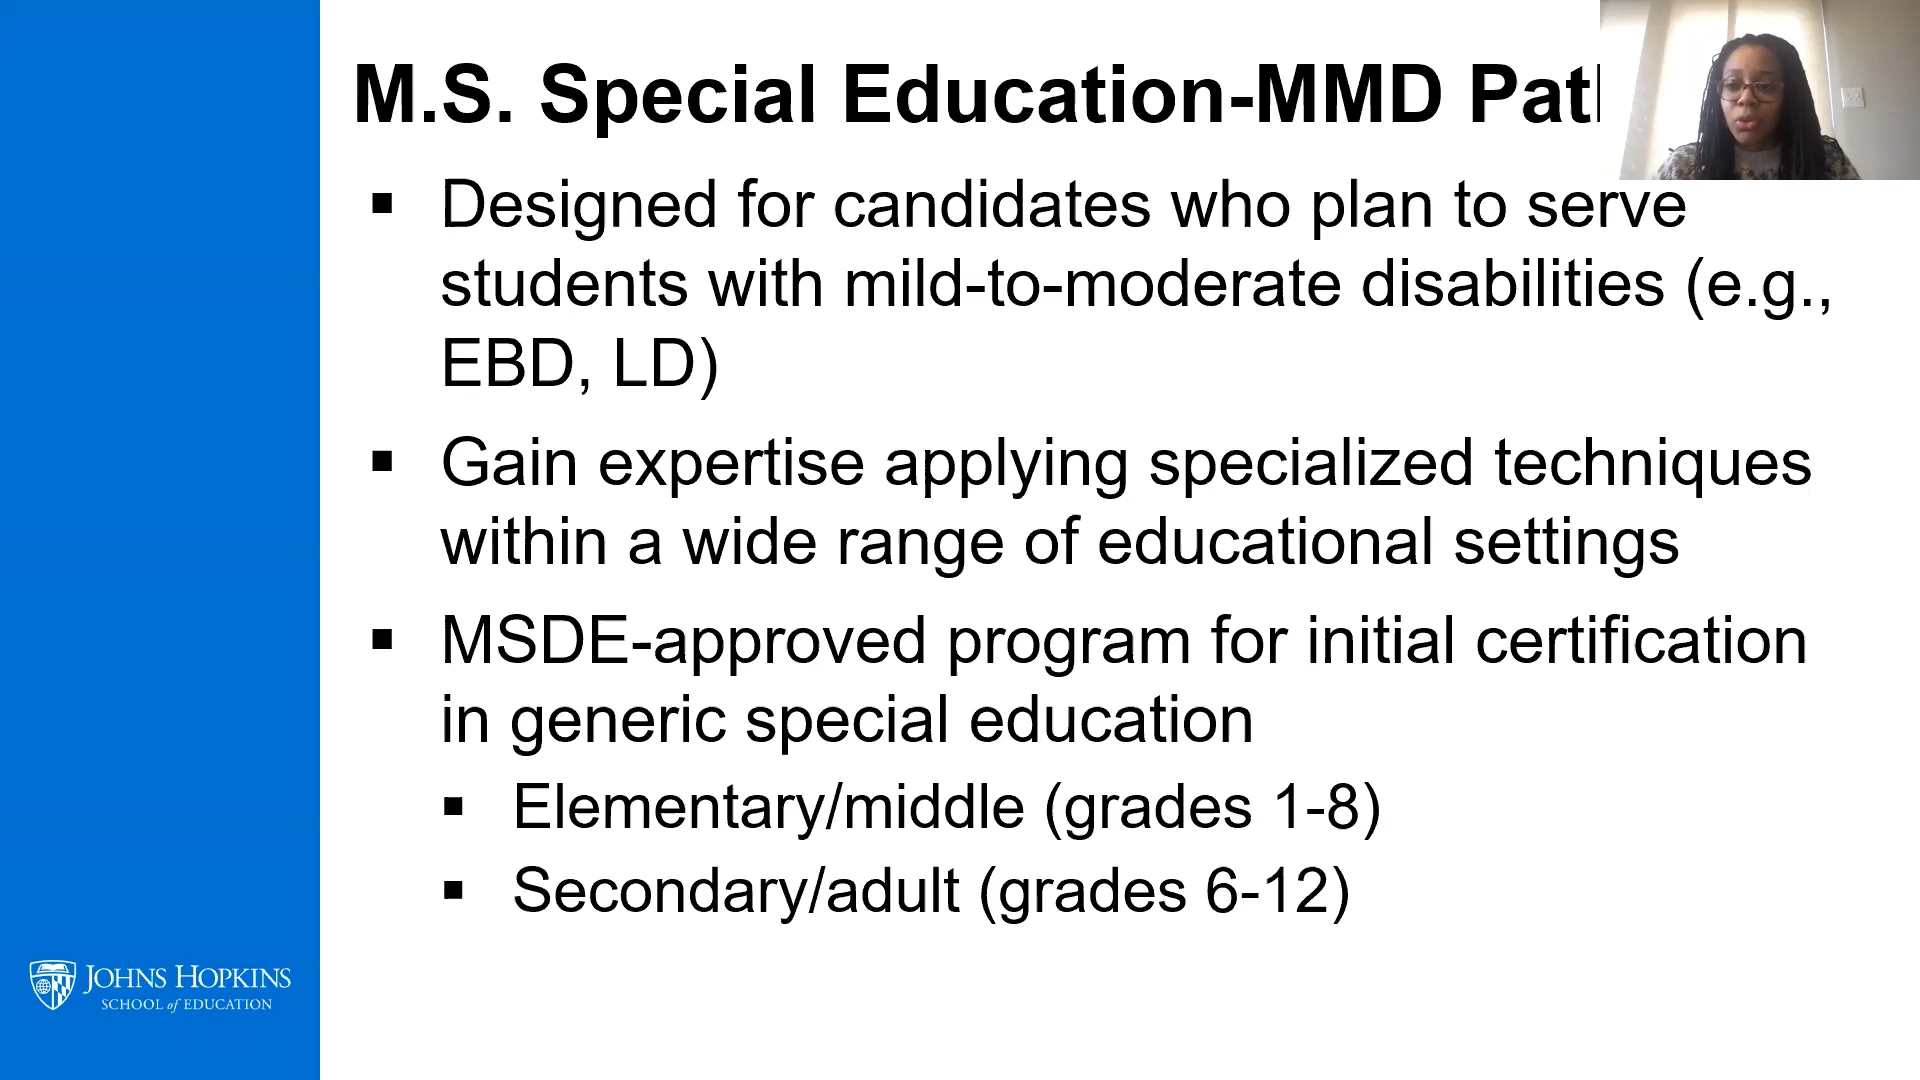 M.S. Special Education-MMD
Designed for candidates who plan to serve
students with mild-to-moderate disabilities (e.g.,
EBD, LD)
Gain expertise applying specialized techniques
within a wide range of educational settings
MSDE-approved program for initial certification
in generic special education
Elementary/middle (grades 1-8)
Secondary/adult (grades 6-12)
JOHNS HOPKINS
SCHOOL of EDUCATION